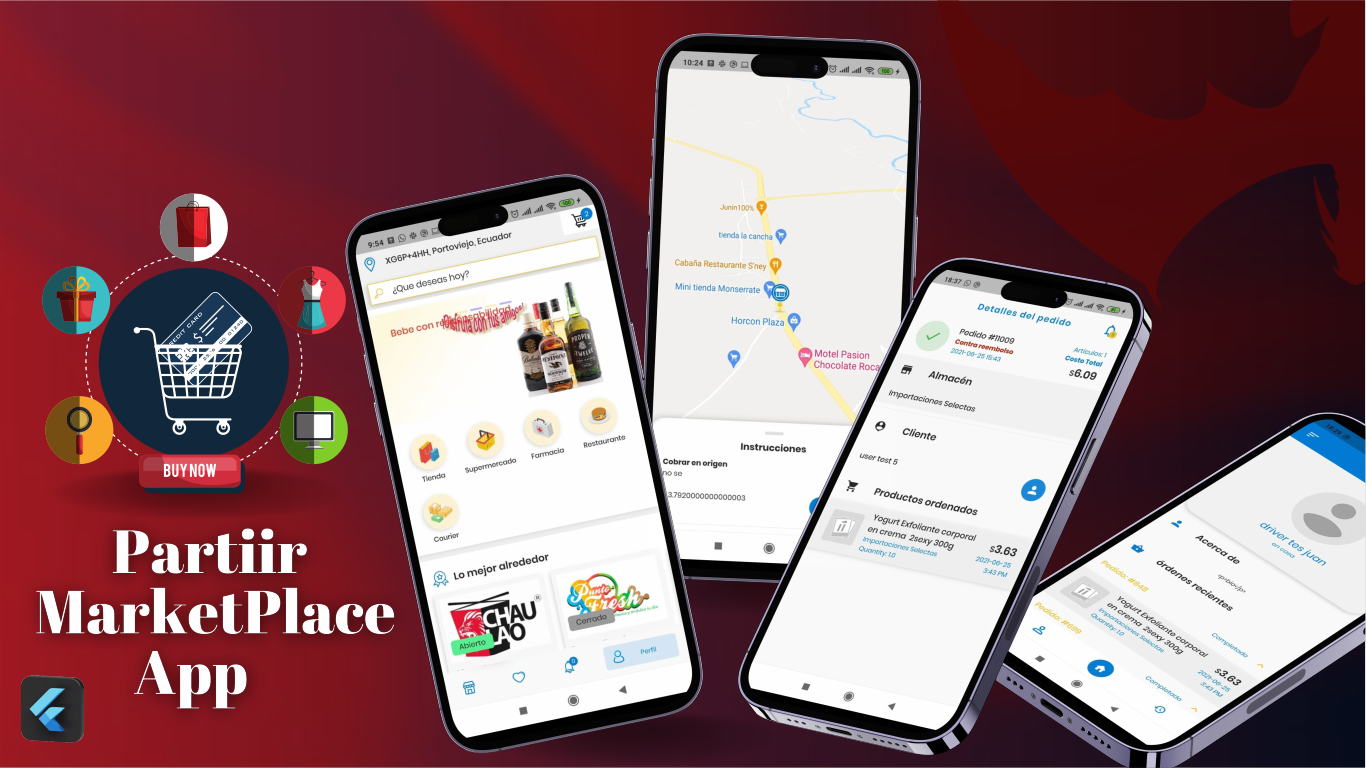 CREDIT CARD
BUY NOW
Partiir
MarketPlace
App
9:54
XG6P+4HH, Portoviejo, Ecuador
2
¿Que deseas hoy?
Bebe con
Disfruta con tus amigos!
Tienda
Supermercado
Farmacia
Restaurante
Courier
Lo mejor alrededor
CHAU
LAO
Abierto
Punto
Fresh
Cerrado
Perfil
10:24
100
Junin100%
tienda la cancha
Cabaña Restaurante S'ney
Mini tienda Monserrate
Horcon Plaza
Motel Pasion
Chocolate Roca
Instrucciones
Cobrar en origen
no se
3.7920000000000003
18:37
Detalles del pedido
Pedido #11009
Contra reembolso
2021-06-25 15:43
Articulos: 1
Costo Total
$6.09
Almacén
Importaciones Selectas
Cliente
user test 5
Productos ordenados
Yogurt Exfoliante corporal
en crema 2sexy 300g
Importaciones Selectas
Quantity: 1.0
$3.63
2021-06-25
3:43 PM
driver tes juan
en casa
Acerca de
<p>bio</p>
órdenes recientes
Pedido: #848
Completado
Yogurt Exfoliante corporal
en crema 2sexy 300g
Importaciones Selectas
Quantity: 1.0
$3.63
2021-06-25
3:43 PM
Pedido: #699
Completado